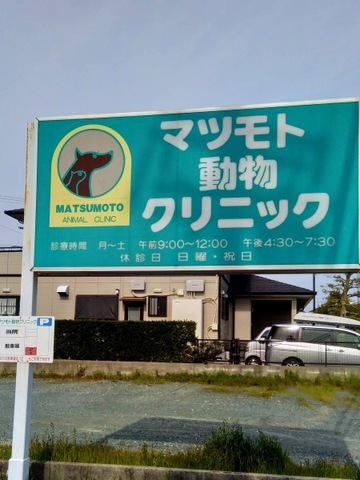 マツモト
動物
クリニック
MATSUMOTO
ANIMAL CLINIC
診療時間 月〜土 午前9:00〜12:00 午後4:30〜7:30
休診日 日曜・祝日
P